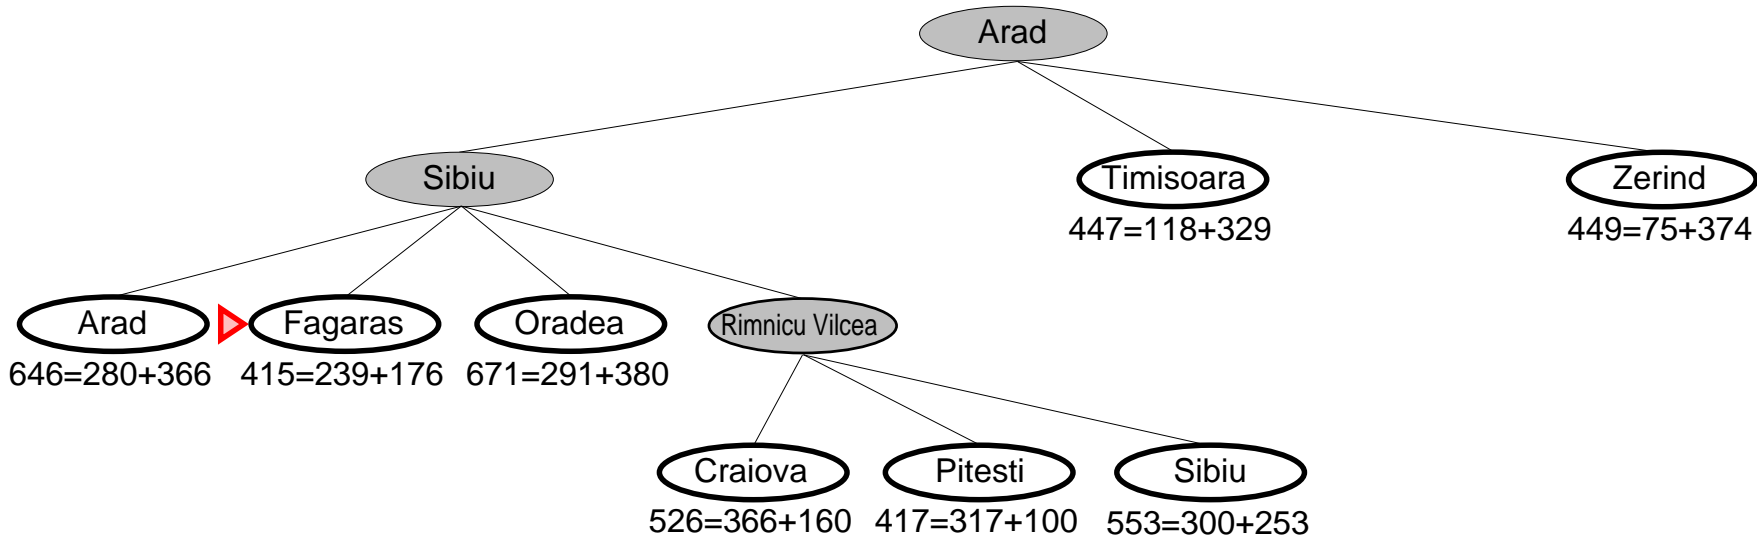 Arad
Sibiu
Timisoara
Zerind
447=118+329
449=75+374
Arad
Fagaras
Oradea
Rimnicu Vilcea
646=280+366
415=239+176
671=291+380
Craiova
Pitesti
Sibiu
526=366+160
417=317+100
553=300+253